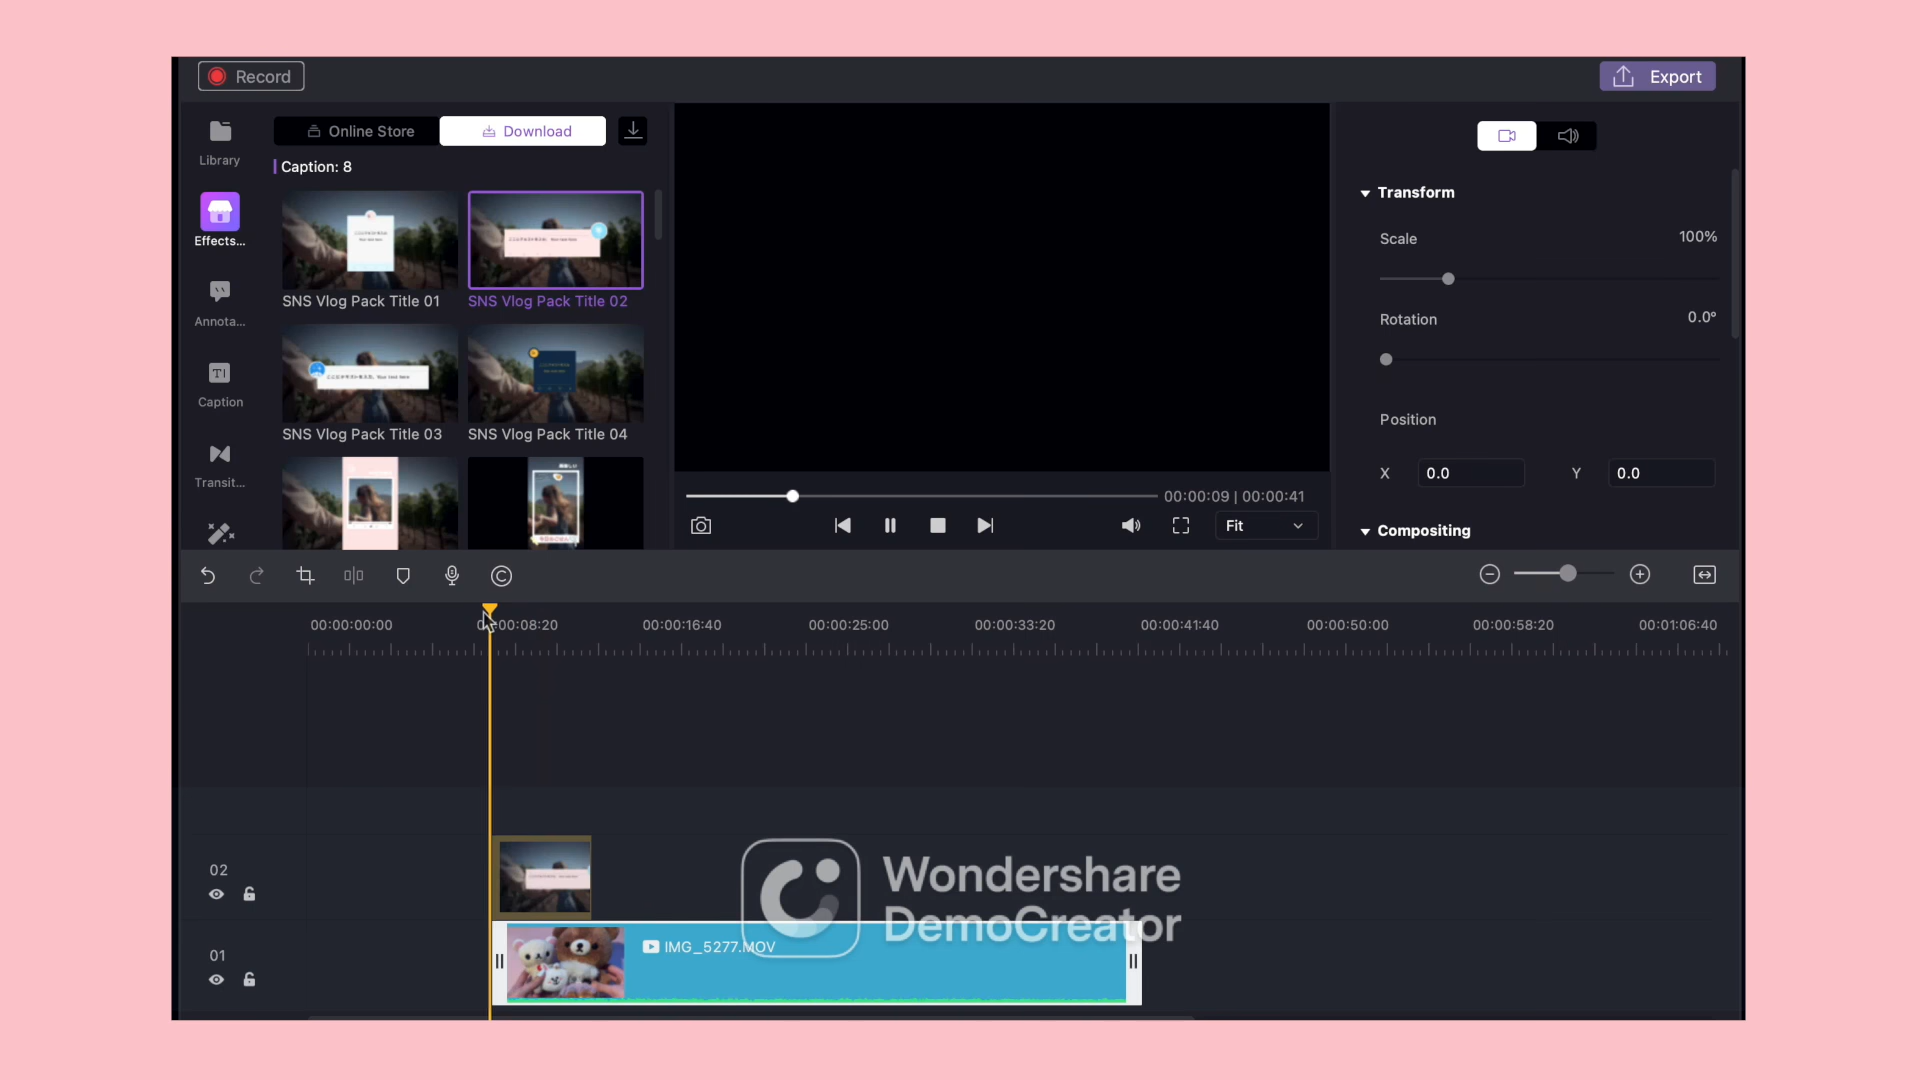 Record
Export
Online Store
Download
Library
Caption: 8
Effects...
SNS Vlog Pack Title 01
SNS Vlog Pack Title 02
Annota...
Caption
SNS Vlog Pack Title 03
SNS Vlog Pack Title 04
Transit...
Transform
Scale
100%
Rotation
0.0°
Position
X
0.0
Y
0.0
Compositing
00:00:09 | 00:00:41
Fit
00:00:00:00
00:00:08:20
00:00:16:40
00:00:25:00
00:00:33:20
00:00:41:40
00:00:50:00
00:00:58:20
00:01:06:40
02
01
IMG_5277.MOV
Wondershare
DemoCreator